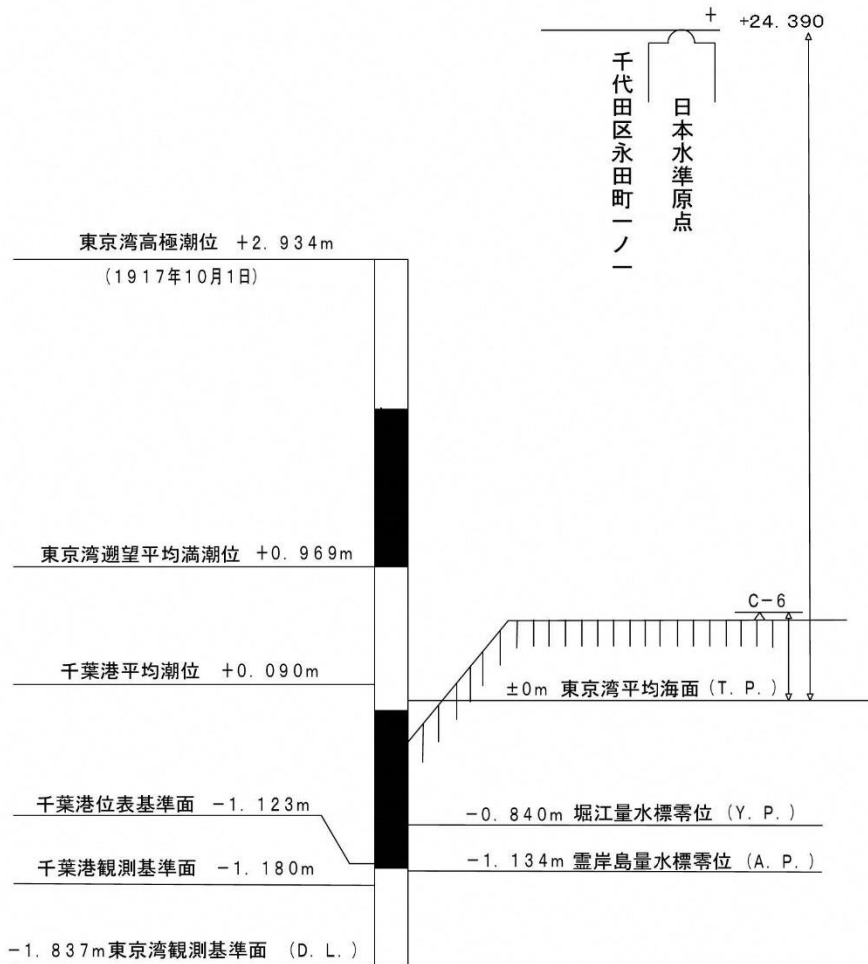 + +24.390
千代田区永田町一ノ一
日本水準原点
東京湾高極潮位 +2.934m
(1917年10月1日)
東京湾遡望平均満潮位 +0.969m
C-6
千葉港平均潮位 +0.090m
±0m 東京湾平均海面 (T.P.)
千葉港位表基準面 -1.123m
-0.840m 堀江量水標零位 (Y.P.)
千葉港観測基準面 -1.180m
-1.134m 霊岸島量水標零位 (A.P.)
-1.837m東京湾観測基準面 (D.L.)